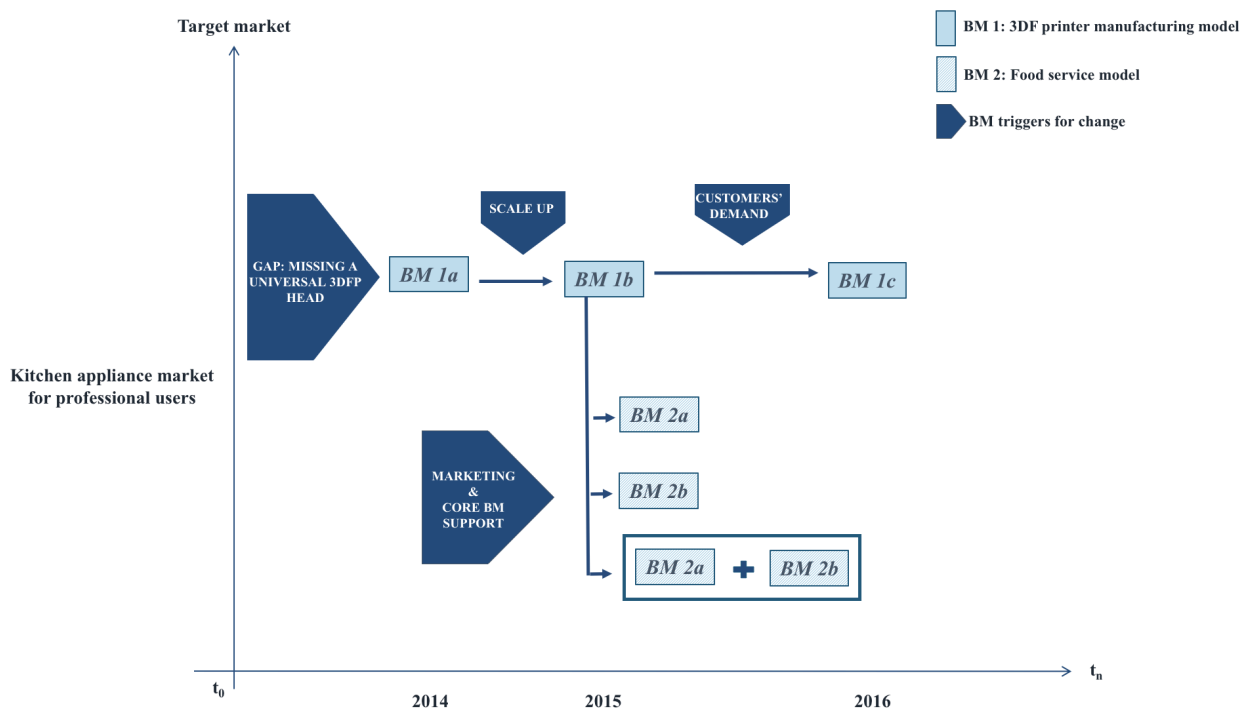 Target market
BM 1: 3DF printer manufacturing model
BM 2: Food service model
BM triggers for change
SCALE UP
CUSTOMERS’
DEMAND
GAP: MISSING A
UNIVERSAL 3DFP
HEAD
BM 1a
BM 1b
BM 1c
Kitchen appliance market
for professional users
BM 2a
MARKETING
&
CORE BM
SUPPORT
BM 2b
BM 2a + BM 2b
t0
tn
2014
2015
2016